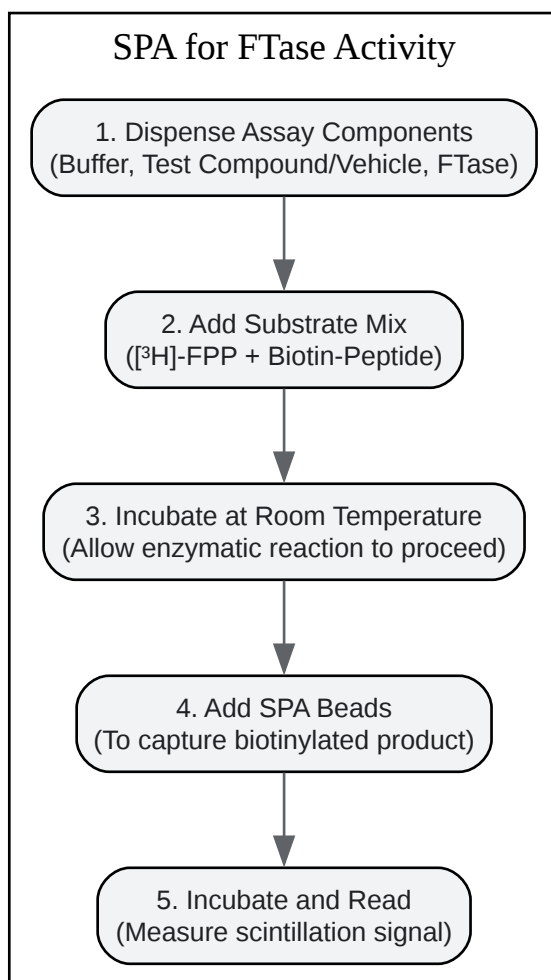 SPA for FTase Activity
1. Dispense Assay Components
(Buffer, Test Compound/Vehicle, FTase)
2. Add Substrate Mix
([³H]-FPP + Biotin-Peptide)
3. Incubate at Room Temperature
(Allow enzymatic reaction to proceed)
4. Add SPA Beads
(To capture biotinylated product)
5. Incubate and Read
(Measure scintillation signal)